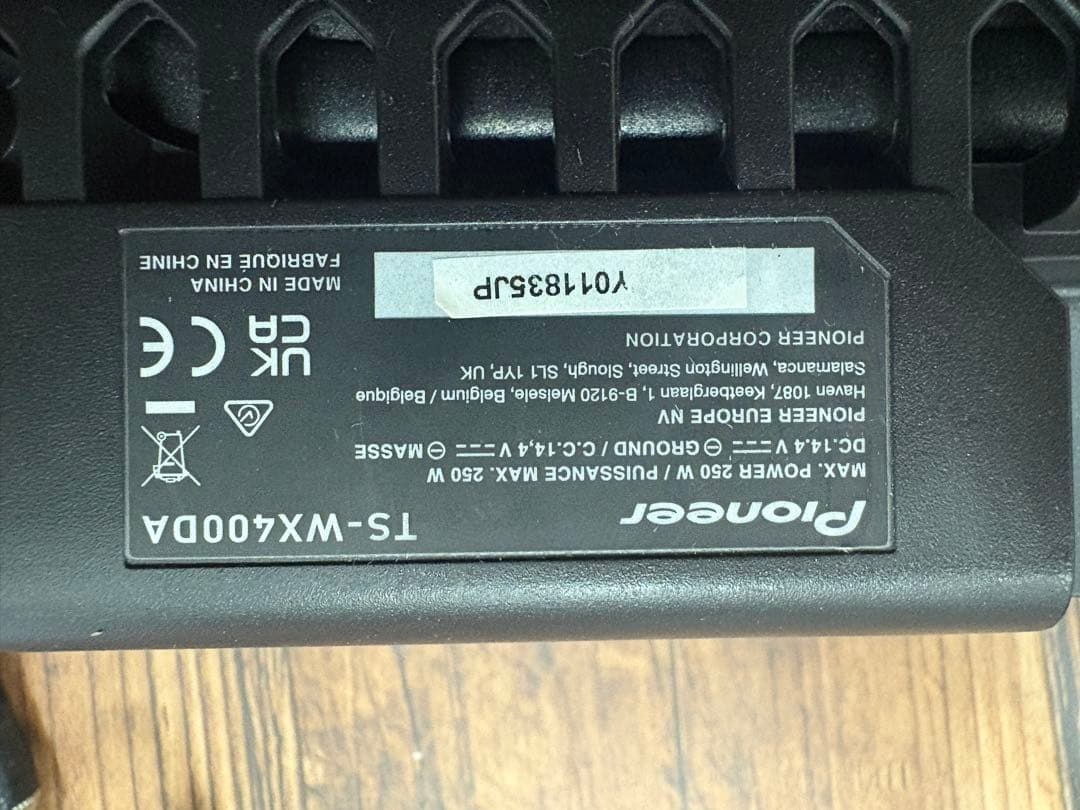 Pioneer
TS-WX400DA
MAX. POWER 250 W / PUISSANCE MAX. 250 W
DC.14.4 V ⎓ ⊖ GROUND / C.C.14,4 V ⎓ ⊖ MASSE
PIONEER EUROPE NV
Haven 1087, Keetberglaan 1, B-9120 Melsele, Belgium / Belgique
Salamanca, Wellington Street, Slough, SL1 1YP, UK
PIONEER CORPORATION
Y011835JP
UK
CA
CE
MADE IN CHINA
FABRIQUÉ EN CHINE